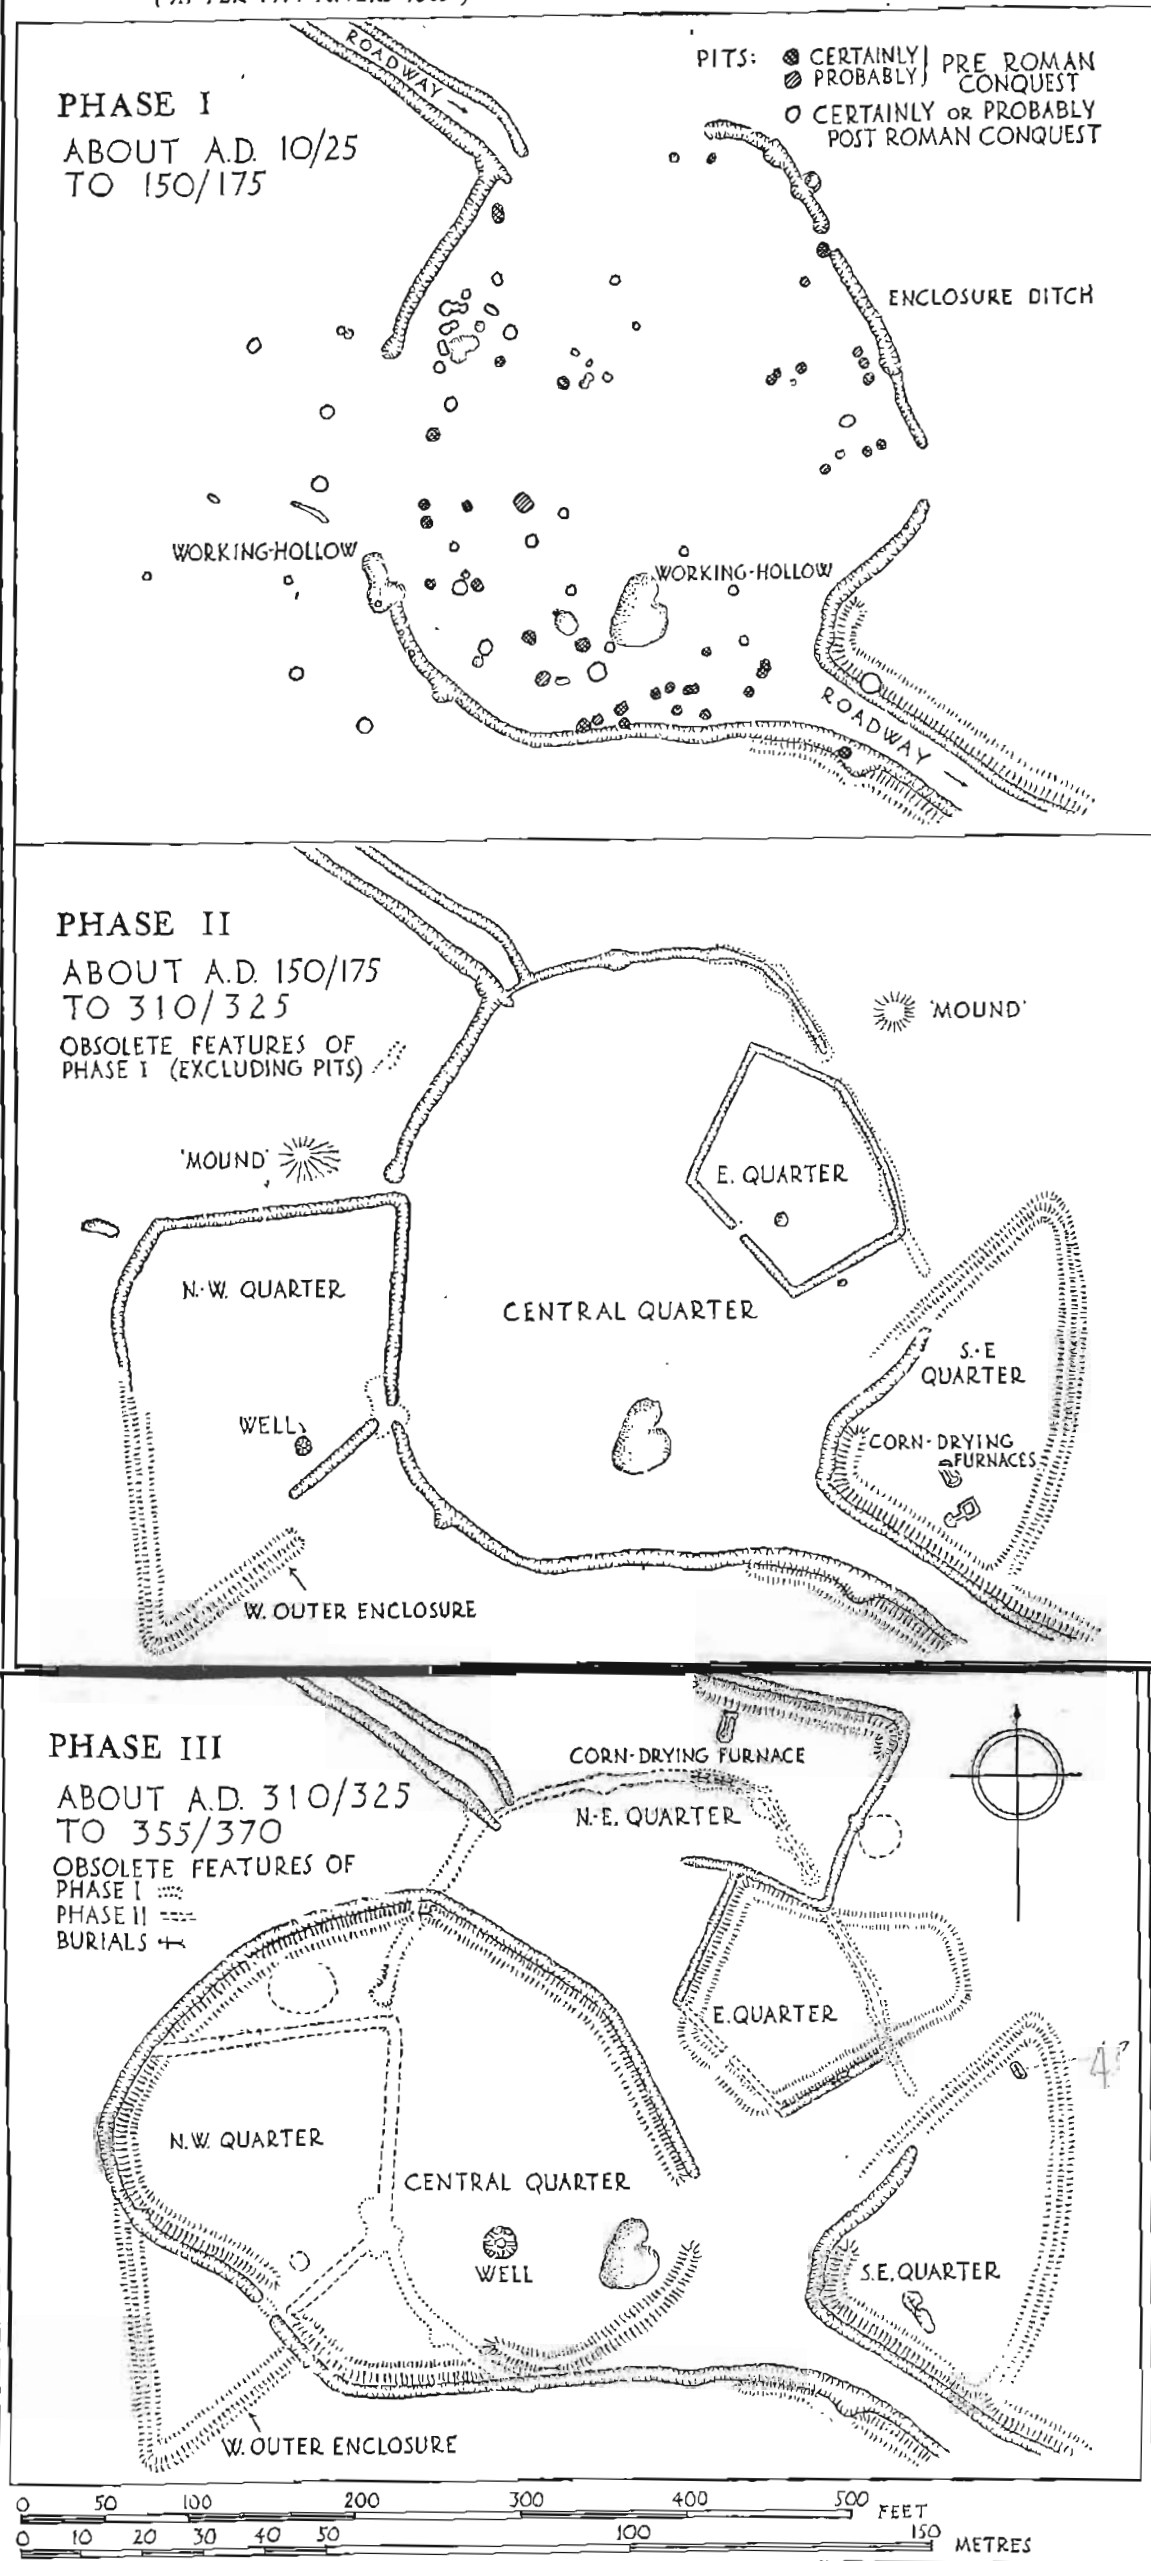 PHASE I
ABOUT A.D. 10/25
TO 150/175
ROADWAY
PITS: CERTAINLY } PRE ROMAN
PROBABLY } CONQUEST
CERTAINLY OR PROBABLY
POST ROMAN CONQUEST
ENCLOSURE DITCH
WORKING-HOLLOW
WORKING-HOLLOW
ROADWAY
PHASE II
ABOUT A.D. 150/175
TO 310/325
OBSOLETE FEATURES OF
PHASE I (EXCLUDING PITS)
'MOUND'
'MOUND'
E. QUARTER
N.-W. QUARTER
CENTRAL QUARTER
S.-E
QUARTER
WELL
CORN-DRYING
FURNACES
W. OUTER ENCLOSURE
PHASE III
ABOUT A.D. 310/325
TO 355/370
OBSOLETE FEATURES OF
PHASE I
PHASE II
BURIALS
CORN-DRYING FURNACE
N.-E. QUARTER
E. QUARTER
4?
N.W. QUARTER
CENTRAL QUARTER
WELL
S.E. QUARTER
W. OUTER ENCLOSURE
0 50 100 200 300 400 500 FEET
0 10 20 30 40 50 100 150 METRES